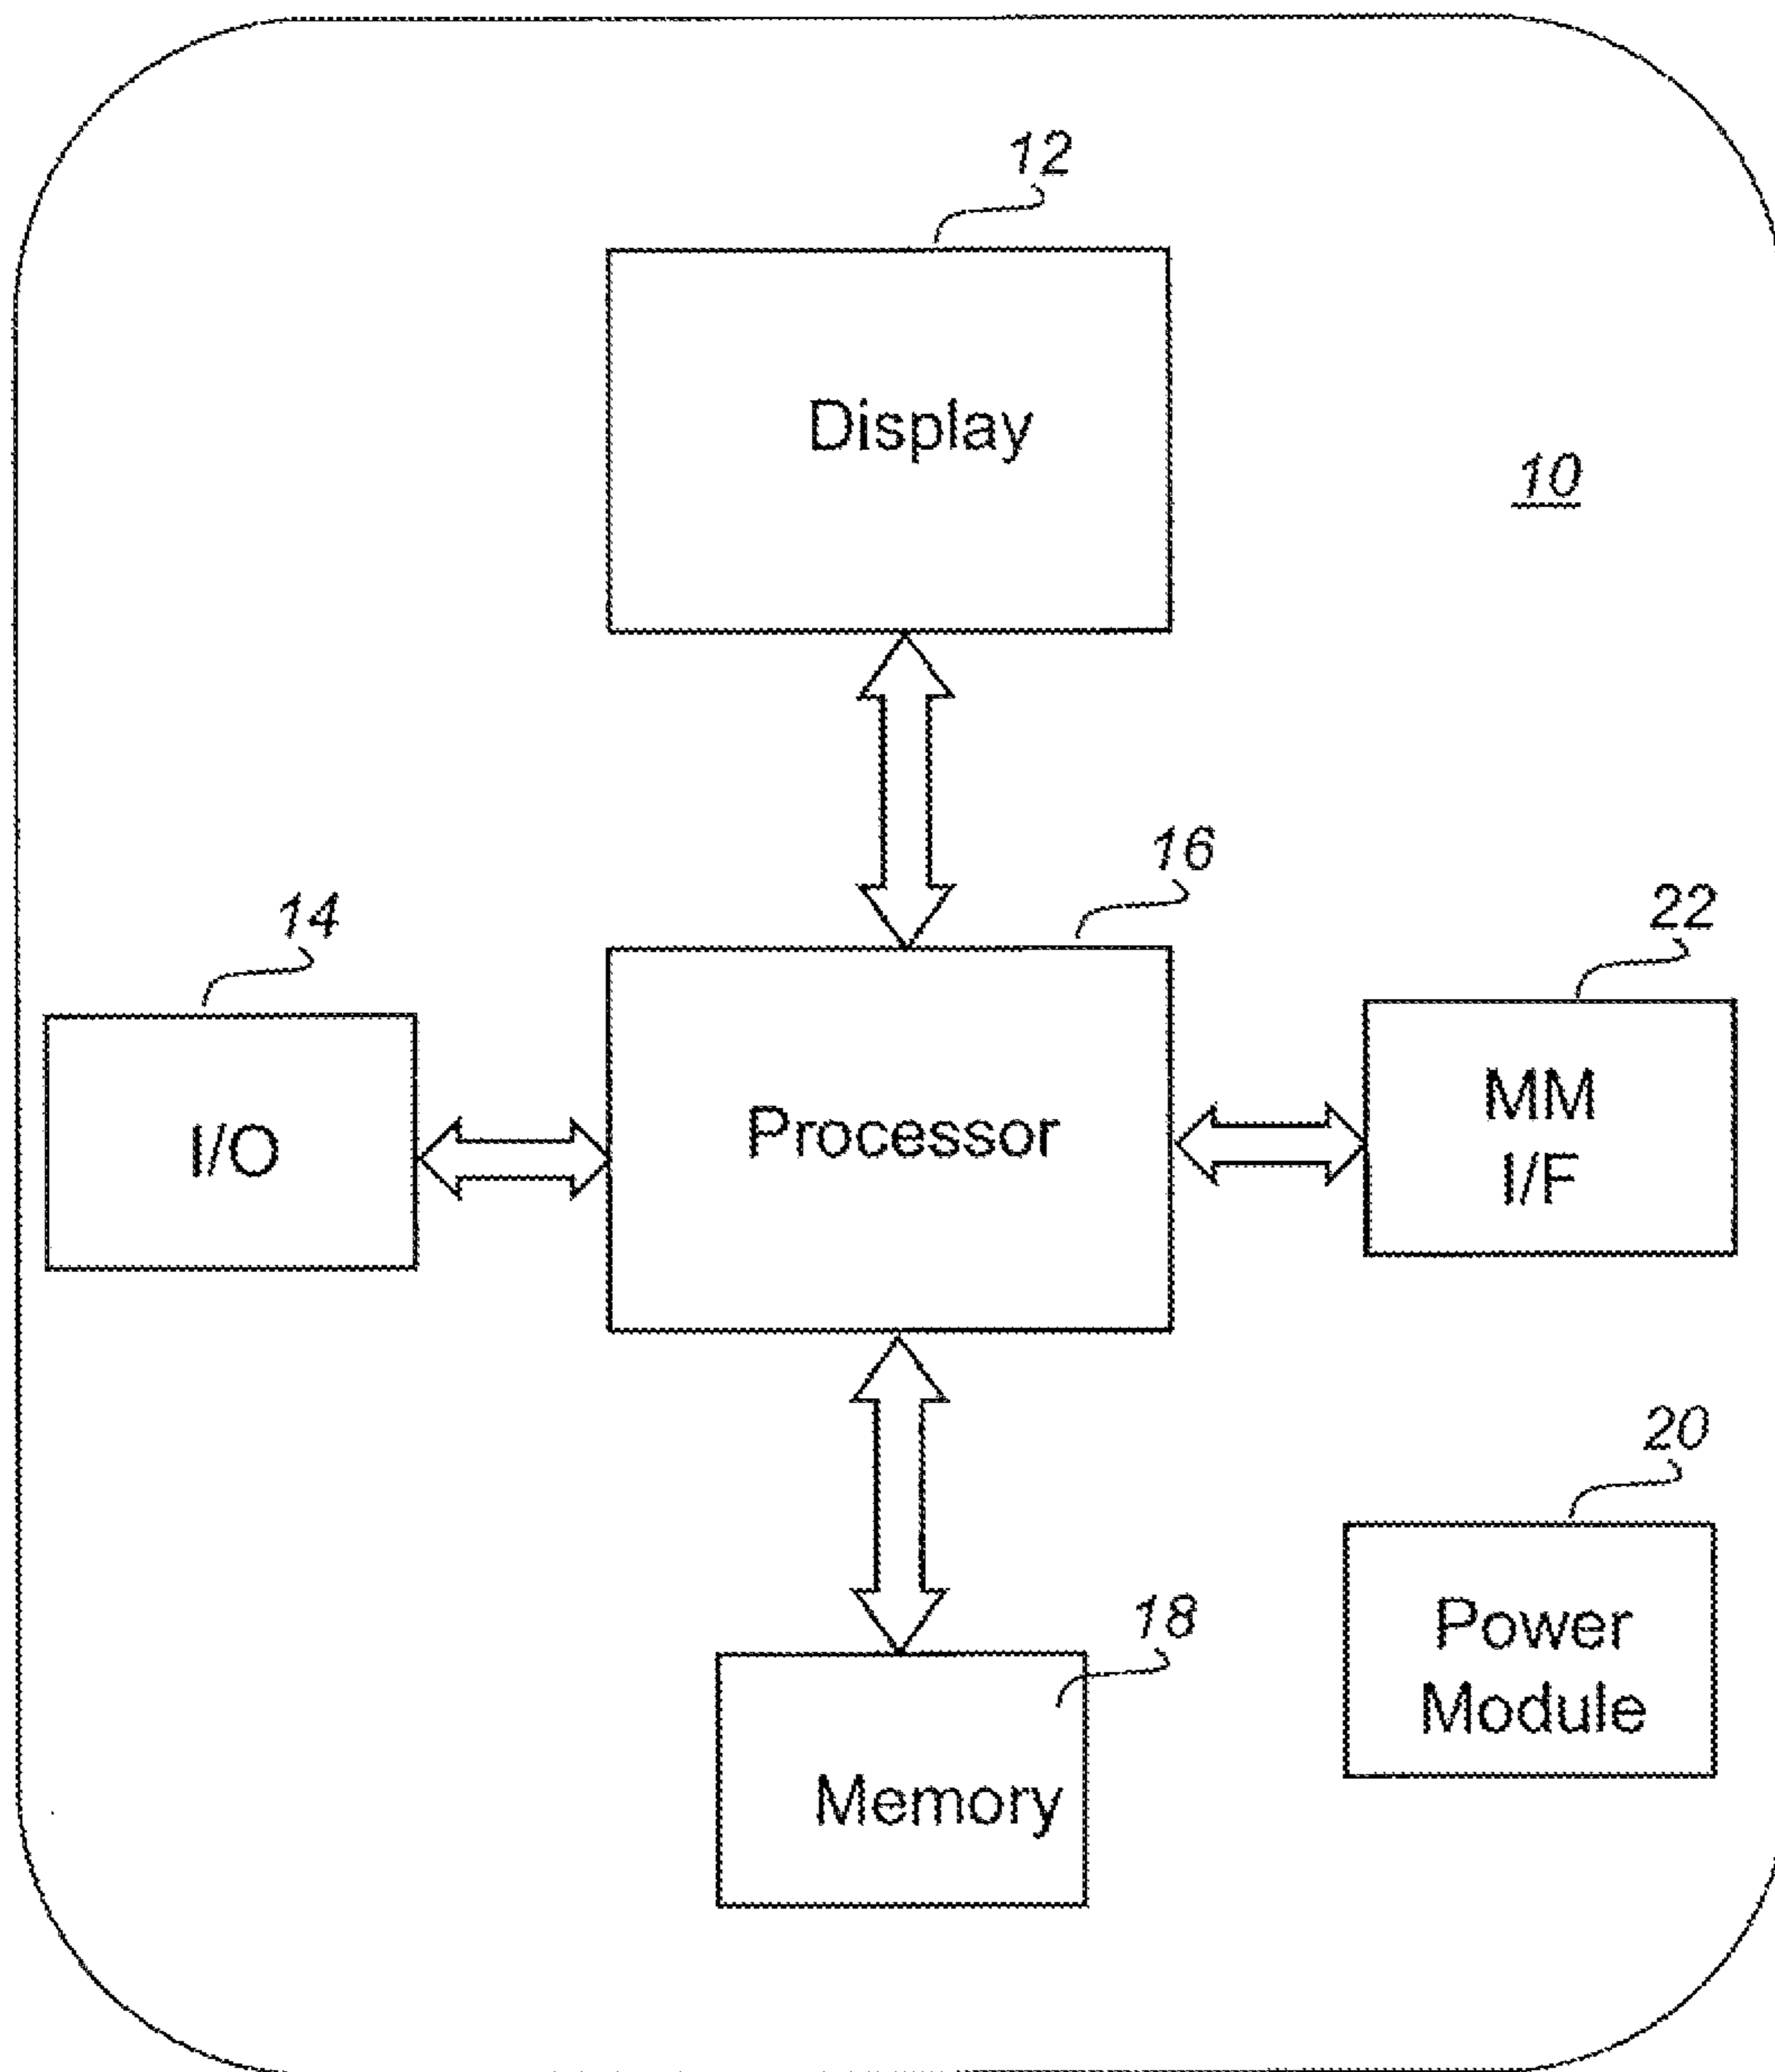 12
Display
10
16
14
22
I/O
Processor
MM
I/F
20
18
Power
Module
Memory